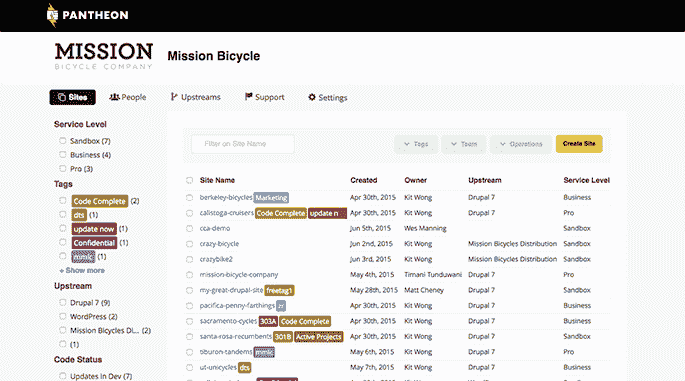 PANTHEON
MISSION
BICYCLE COMPANY
Mission Bicycle
Sites People Upstreams Support Settings
Service Level
Sandbox (7)
Business (4)
Pro (3)
Tags
Code Complete (2)
dts (1)
update now (1)
Confidential (1)
(1)
+ Show more
Upstream
Drupal 7 (9)
WordPress (2)
Mission Bicycles Di... (2)
(1)
Code Status
Updates In Dev (7)
Filter on Site Name Tags Team Operations Create Site
Site Name Created Owner Upstream Service Level
berkeley-bicycles Marketing Apr 30th, 2015 Kit Wong Drupal 7 Business
calistoga-cruisers Code Complete update n Apr 30th, 2015 Kit Wong Drupal 7 Pro
cca-demo Jun 5th, 2015 Wes Manning Sandbox
crazy-bicycle Jun 2nd, 2015 Kit Wong Mission Bicycles Distribution Sandbox
crazybike2 Jun 3rd, 2015 Kit Wong Mission Bicycles Distribution Sandbox
mission-bicycle-company May 4th, 2015 Timani Tunduwani Drupal 7 Pro
my-great-drupal-site freetag1 May 28th, 2015 Matt Cheney Drupal 7 Sandbox
pacifica-penny-farthings Apr 30th, 2015 Kit Wong Drupal 7 Business
sacramento-cycles 303A Code Complete Apr 30th, 2015 Kit Wong Drupal 7 Business
santa-rosa-recumbents 301B Active Projects Apr 30th, 2015 Kit Wong Drupal 7 Sandbox
tiburon-tandems May 6th, 2015 Kit Wong Drupal 7 Pro
ut-unicycles dts May 7th, 2015 Kit Wong Drupal 7 Business